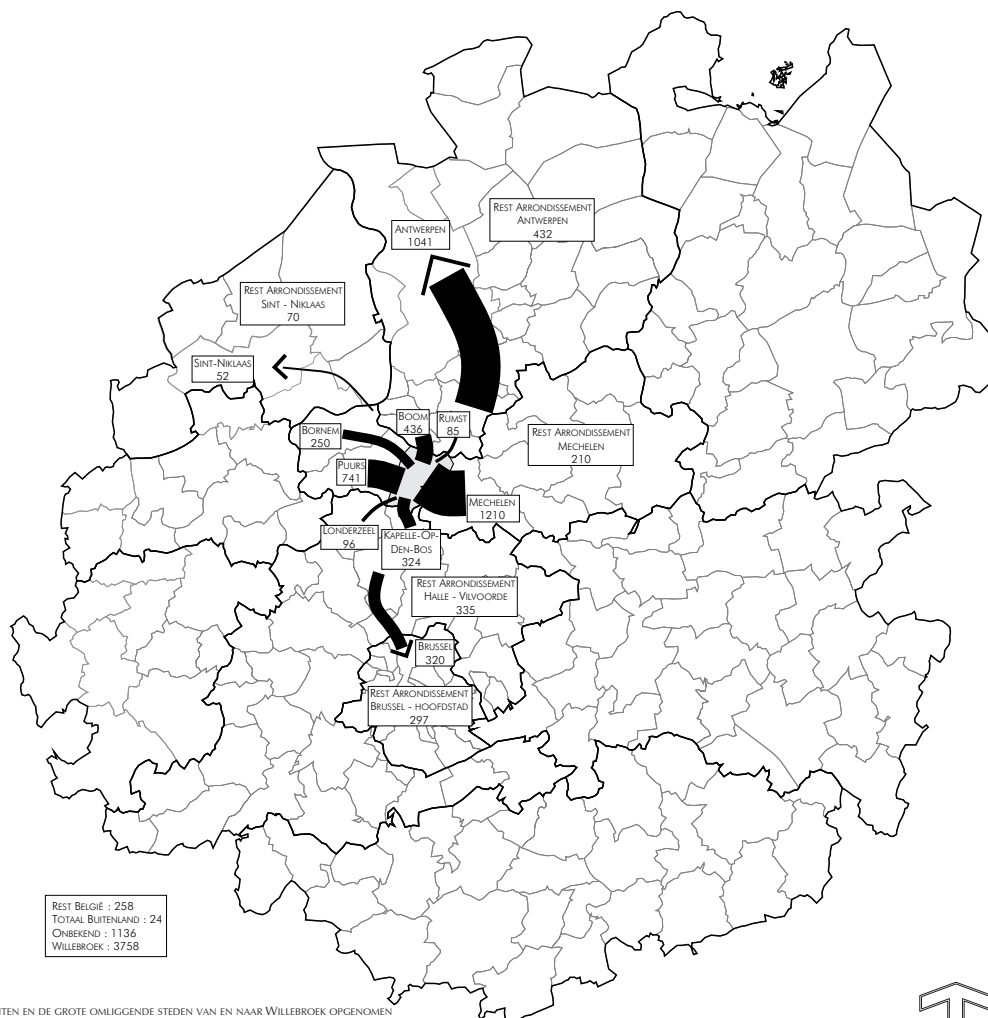 Rest Arrondissement
Antwerpen
432
Antwerpen
1041
Rest Arrondissement
Sint - Niklaas
70
Sint-Niklaas
52
Boom
436
Rumst
85
Bornem
250
Rest Arrondissement
Mechelen
210
Puurs
741
Mechelen
1210
Londerzeel
96
Kapelle-Op-
Den-Bos
324
Rest Arrondissement
Halle - Vilvoorde
335
Brussel
320
Rest Arrondissement
Brussel - hoofdstad
297
Rest België : 258
Totaal Buitenland : 24
Onbekend : 1136
Willebroek : 3758
en de grote omliggende steden van en naar Willebroek opgenomen